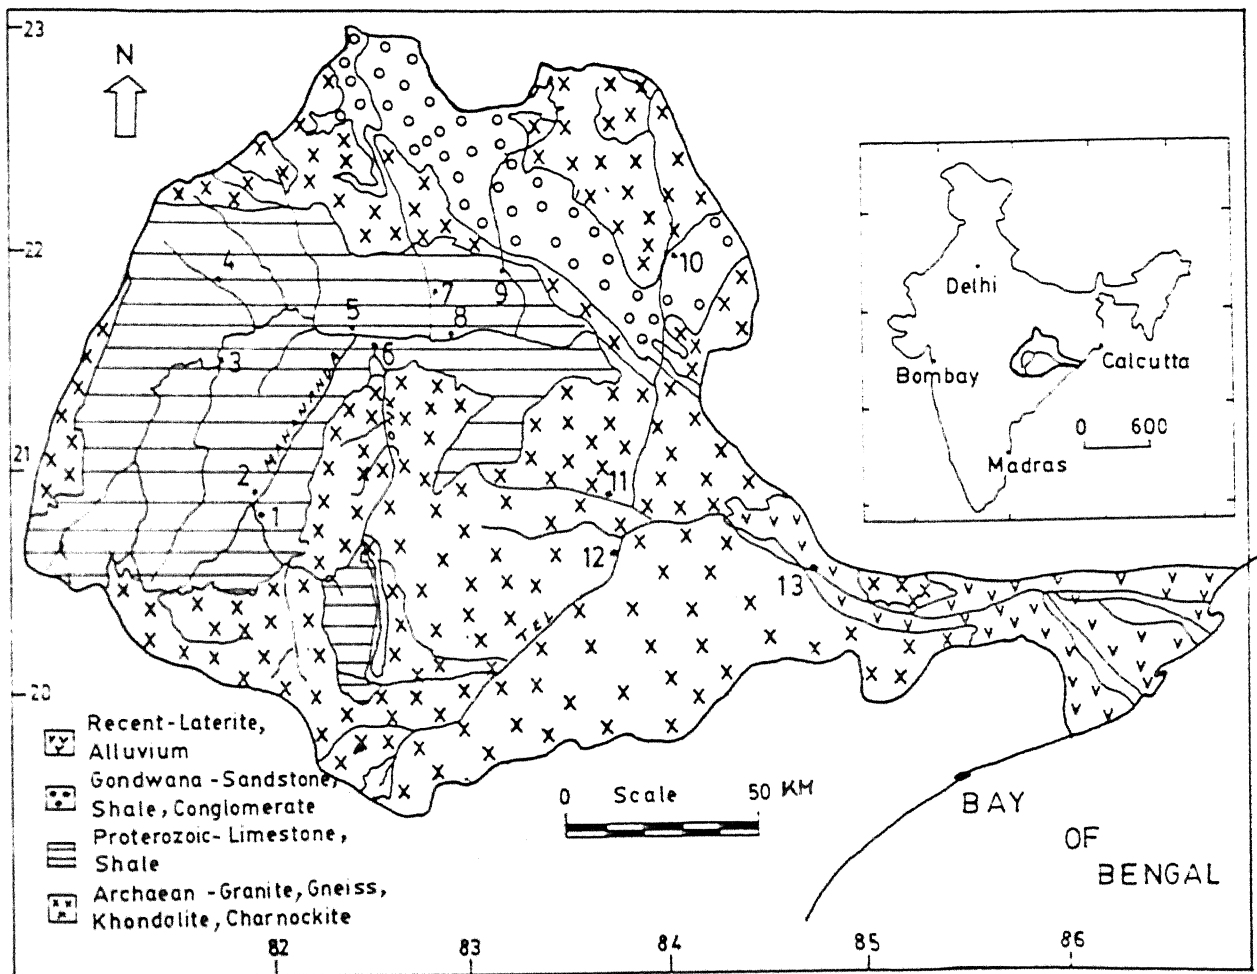 23
N
22
21
20
4
5
3
6
7
8
9
10
2
1
11
12
13
MAHANANDA
JONK
TEL
Delhi
Bombay
Calcutta
Madras
0 600
Recent-Laterite,
Alluvium
Gondwana-Sandstone,
Shale, Conglomerate
Proterozoic-Limestone,
Shale
Archaean-Granite, Gneiss,
Khondalite, Charnockite
0 Scale 50 KM
BAY
OF
BENGAL
82 83 84 85 86